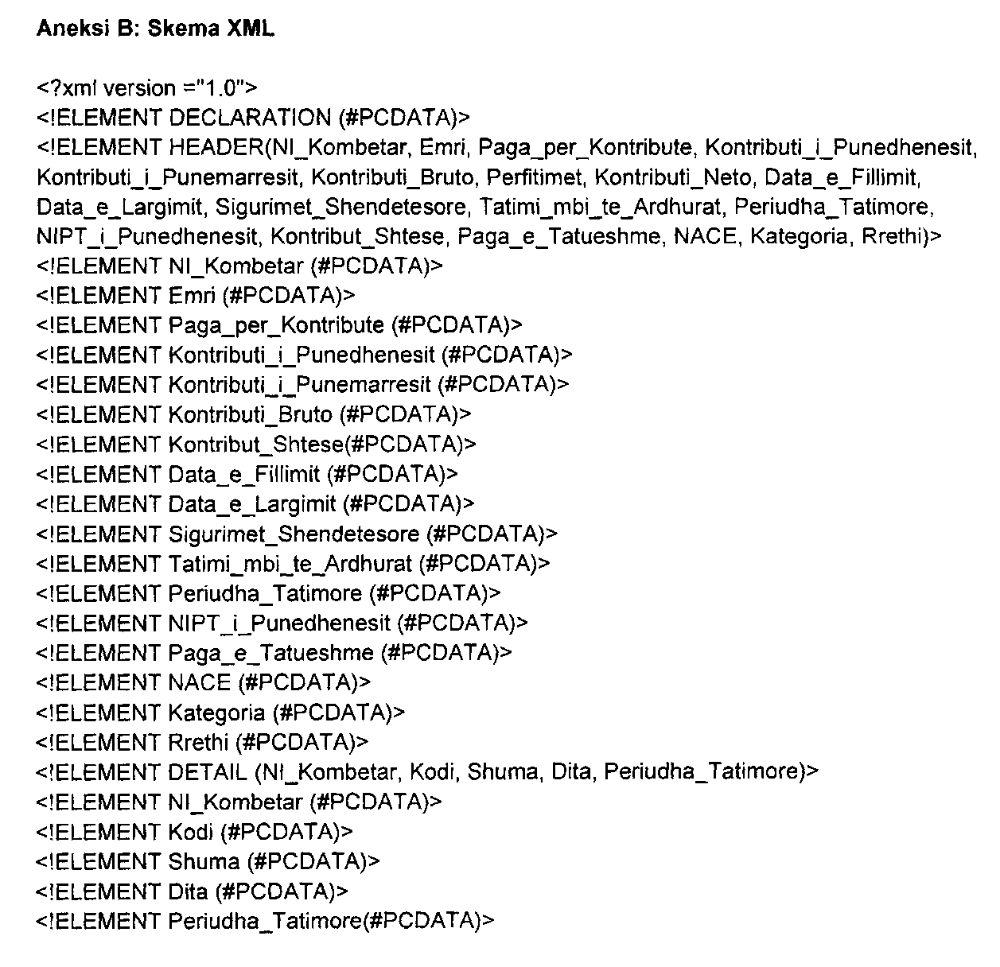 Aneksi B: Skema XML
<?xml version ="1.0">
<!ELEMENT DECLARATION (#PCDATA)>
<!ELEMENT HEADER(NI_Kombetar, Emri, Paga_per_Kontribute, Kontributi_i_Punedhenesit,
Kontributi_i_Punemarresit, Kontributi_Bruto, Perfitimet, Kontributi_Neto, Data_e_Fillimit,
Data_e_Largimit, Sigurimet_Shendetesore, Tatimi_mbi_te_Ardhurat, Periudha_Tatimore,
NIPT_i_Punedhenesit, Kontribut_Shtese, Paga_e_Tatueshme, NACE, Kategoria, Rrethi)>
<!ELEMENT NI_Kombetar (#PCDATA)>
<!ELEMENT Emri (#PCDATA)>
<!ELEMENT Paga_per_Kontribute (#PCDATA)>
<!ELEMENT Kontributi_i_Punedhenesit (#PCDATA)>
<!ELEMENT Kontributi_i_Punemarresit (#PCDATA)>
<!ELEMENT Kontributi_Bruto (#PCDATA)>
<!ELEMENT Kontribut_Shtese(#PCDATA)>
<!ELEMENT Data_e_Fillimit (#PCDATA)>
<!ELEMENT Data_e_Largimit (#PCDATA)>
<!ELEMENT Sigurimet_Shendetesore (#PCDATA)>
<!ELEMENT Tatimi_mbi_te_Ardhurat (#PCDATA)>
<!ELEMENT Periudha_Tatimore (#PCDATA)>
<!ELEMENT NIPT_i_Punedhenesit (#PCDATA)>
<!ELEMENT Paga_e_Tatueshme (#PCDATA)>
<!ELEMENT NACE (#PCDATA)>
<!ELEMENT Kategoria (#PCDATA)>
<!ELEMENT Rrethi (#PCDATA)>
<!ELEMENT DETAIL (NI_Kombetar, Kodi, Shuma, Dita, Periudha_Tatimore)>
<!ELEMENT NI_Kombetar (#PCDATA)>
<!ELEMENT Kodi (#PCDATA)>
<!ELEMENT Shuma (#PCDATA)>
<!ELEMENT Dita (#PCDATA)>
<!ELEMENT Periudha_Tatimore(#PCDATA)>